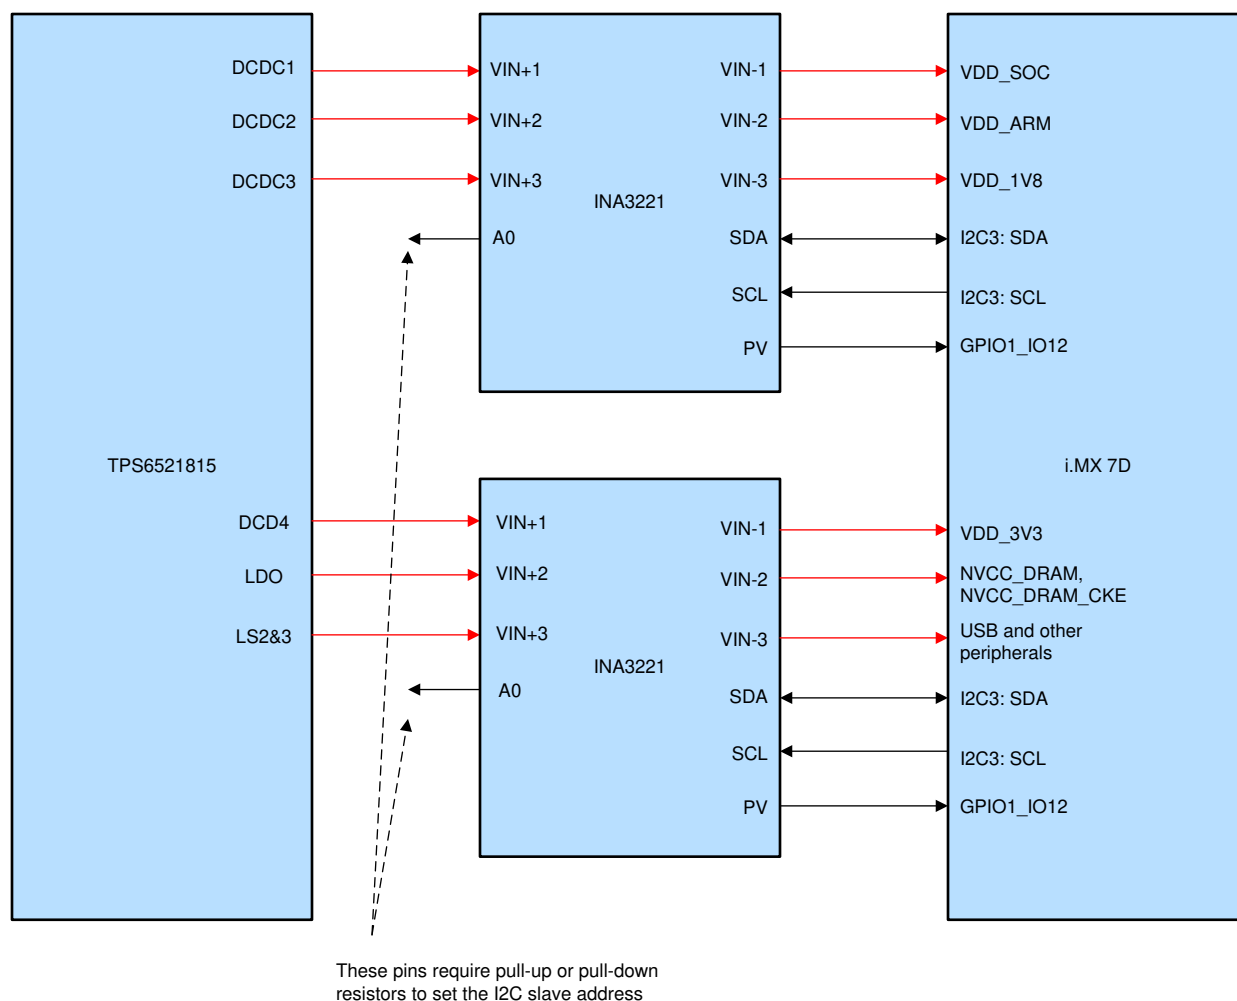 DCDC1
DCDC2
DCDC3
TPS6521815
DCD4
LDO
LS2&3
VIN+1
VIN+2
VIN+3
A0
INA3221
VIN-1
VIN-2
VIN-3
SDA
SCL
PV
VIN+1
VIN+2
VIN+3
A0
INA3221
VIN-1
VIN-2
VIN-3
SDA
SCL
PV
VDD_SOC
VDD_ARM
VDD_1V8
I2C3: SDA
I2C3: SCL
GPIO1_IO12
i.MX 7D
VDD_3V3
NVCC_DRAM,
NVCC_DRAM_CKE
USB and other
peripherals
I2C3: SDA
I2C3: SCL
GPIO1_IO12
These pins require pull-up or pull-down
resistors to set the I2C slave address